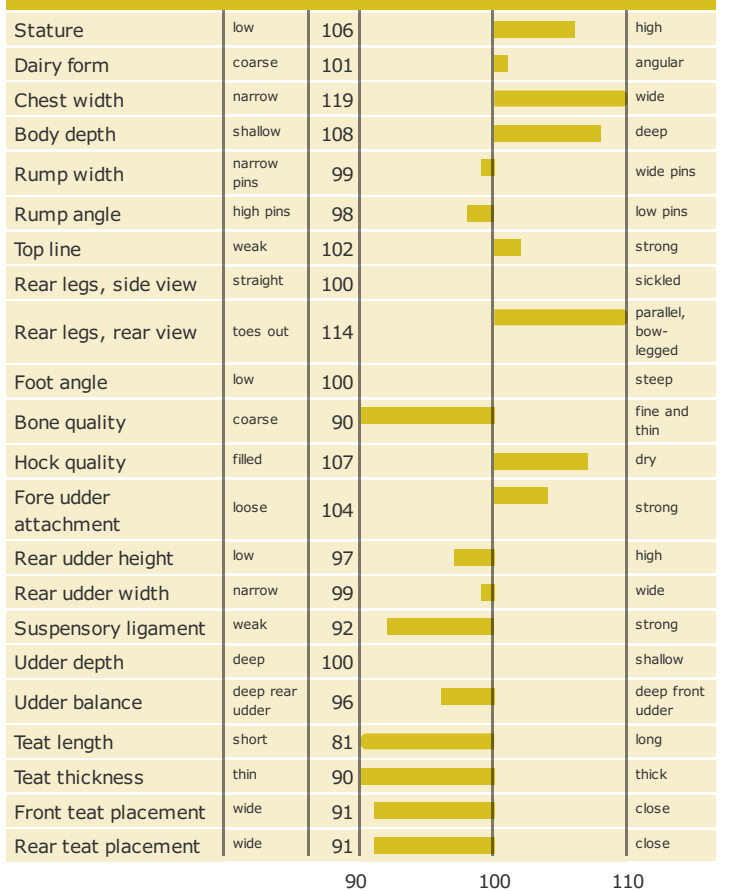 Stature low 106 high
Dairy form coarse 101 angular
Chest width narrow 119 wide
Body depth shallow 108 deep
Rump width narrow pins 99 wide pins
Rump angle high pins 98 low pins
Top line weak 102 strong
Rear legs, side view straight 100 sickled
Rear legs, rear view toes out 114 parallel, bow-legged
Foot angle low 100 steep
Bone quality coarse 90 fine and thin
Hock quality filled 107 dry
Fore udder attachment loose 104 strong
Rear udder height low 97 high
Rear udder width narrow 99 wide
Suspensory ligament weak 92 strong
Udder depth deep 100 shallow
Udder balance deep rear udder 96 deep front udder
Teat length short 81 long
Teat thickness thin 90 thick
Front teat placement wide 91 close
Rear teat placement wide 91 close
90 100 110